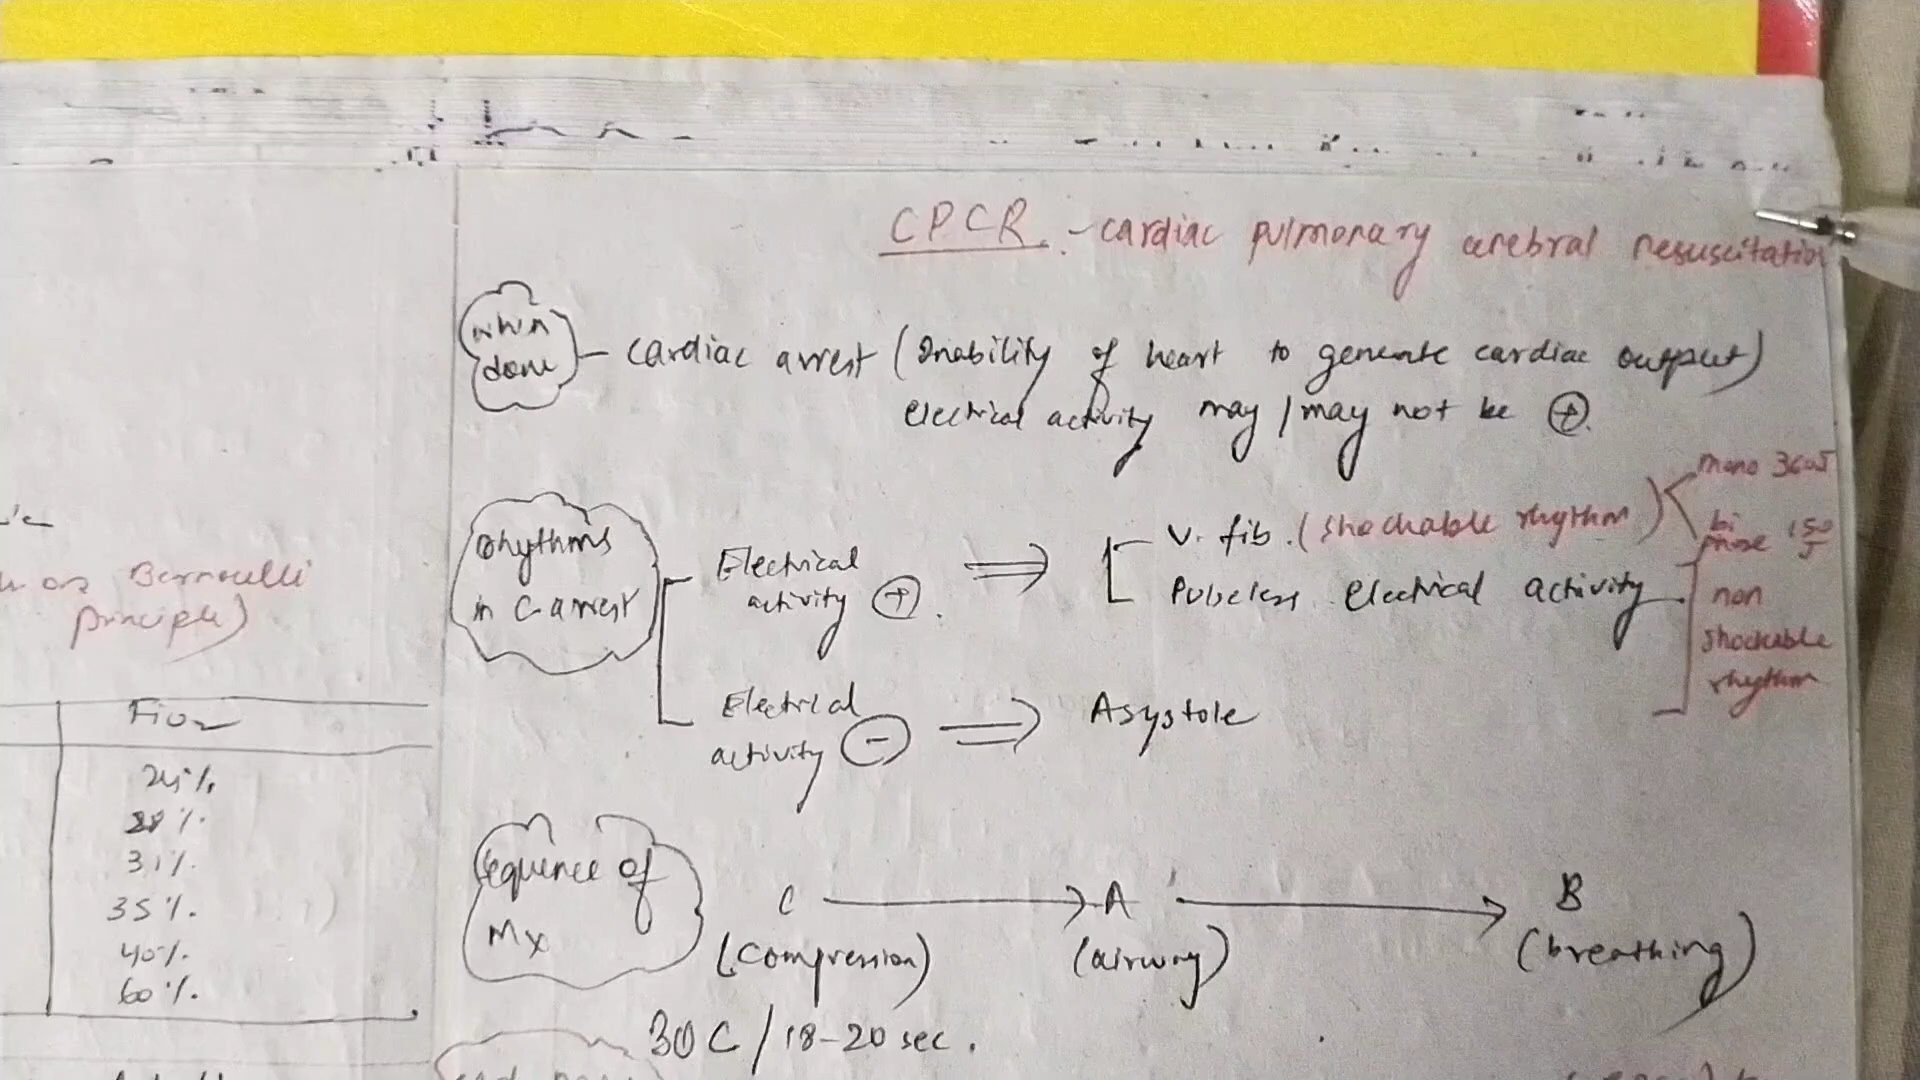 CPCR. - cardiac pulmonary cerebral resuscitation
when
done
- cardiac arrest (Inability of heart to generate cardiac output)
electrical activity may / may not be ⊕.
Rhythms
in C arrest
Electrical
activity ⊕.
⇒
V. fib. (shockable rhythm)
mono 360J
bi 150
J
Pulseless electrical activity
non
shockable
rhythm
Electrical
activity ⊖
⇒ Asystole
Sequence of
Mx
C → A → B
(compression) (airway) (breathing)
30 C / 18-20 sec.
Bernoulli
principle)
FiO2
24%
28%
31%
35%
40%
60%